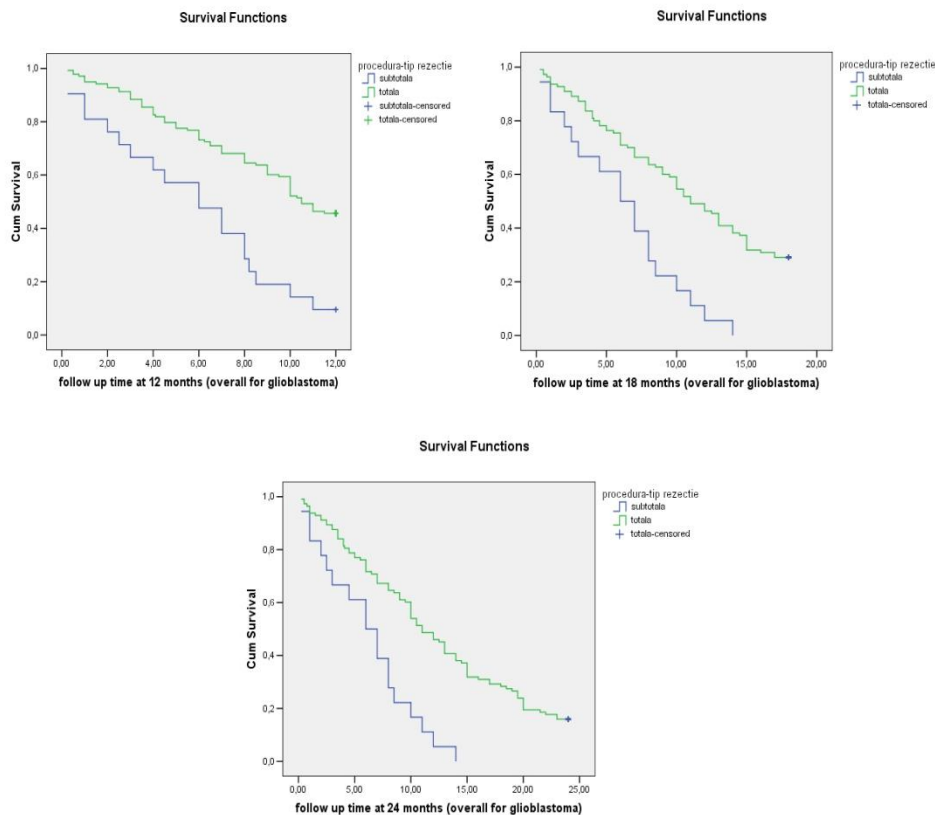 Survival Functions
procedura-tip rezectie
subtotala
totala
subtotala-censored
totala-censored
1,0
0,8
0,6
0,4
0,2
0,0
Cum Survival
0,00 2,00 4,00 6,00 8,00 10,00 12,00
follow up time at 12 months (overall for glioblastoma)
Survival Functions
procedura-tip rezectie
subtotala
totala
totala-censored
1,0
0,8
0,6
0,4
0,2
0,0
Cum Survival
0,00 5,00 10,00 15,00 20,00
follow up time at 18 months (overall for glioblastoma)
Survival Functions
procedura-tip rezectie
subtotala
totala
totala-censored
1,0
0,8
0,6
0,4
0,2
0,0
Cum Survival
0,00 5,00 10,00 15,00 20,00 25,00
follow up time at 24 months (overall for glioblastoma)